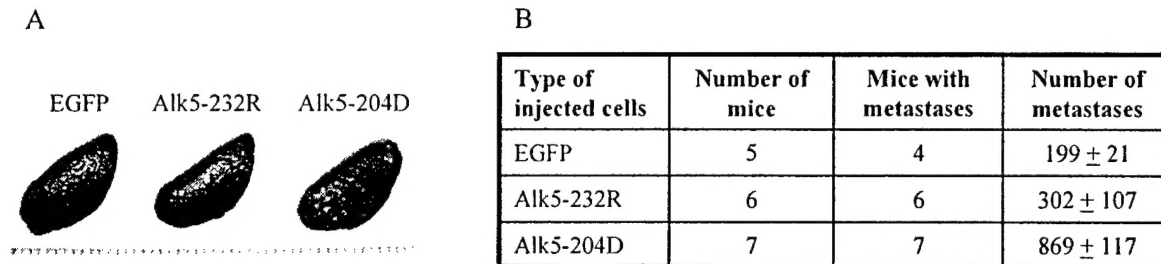 A
B
EGFP Alk5-232R Alk5-204D
Type of injected cells Number of mice Mice with metastases Number of metastases
EGFP 5 4 199 ± 21
Alk5-232R 6 6 302 ± 107
Alk5-204D 7 7 869 ± 117